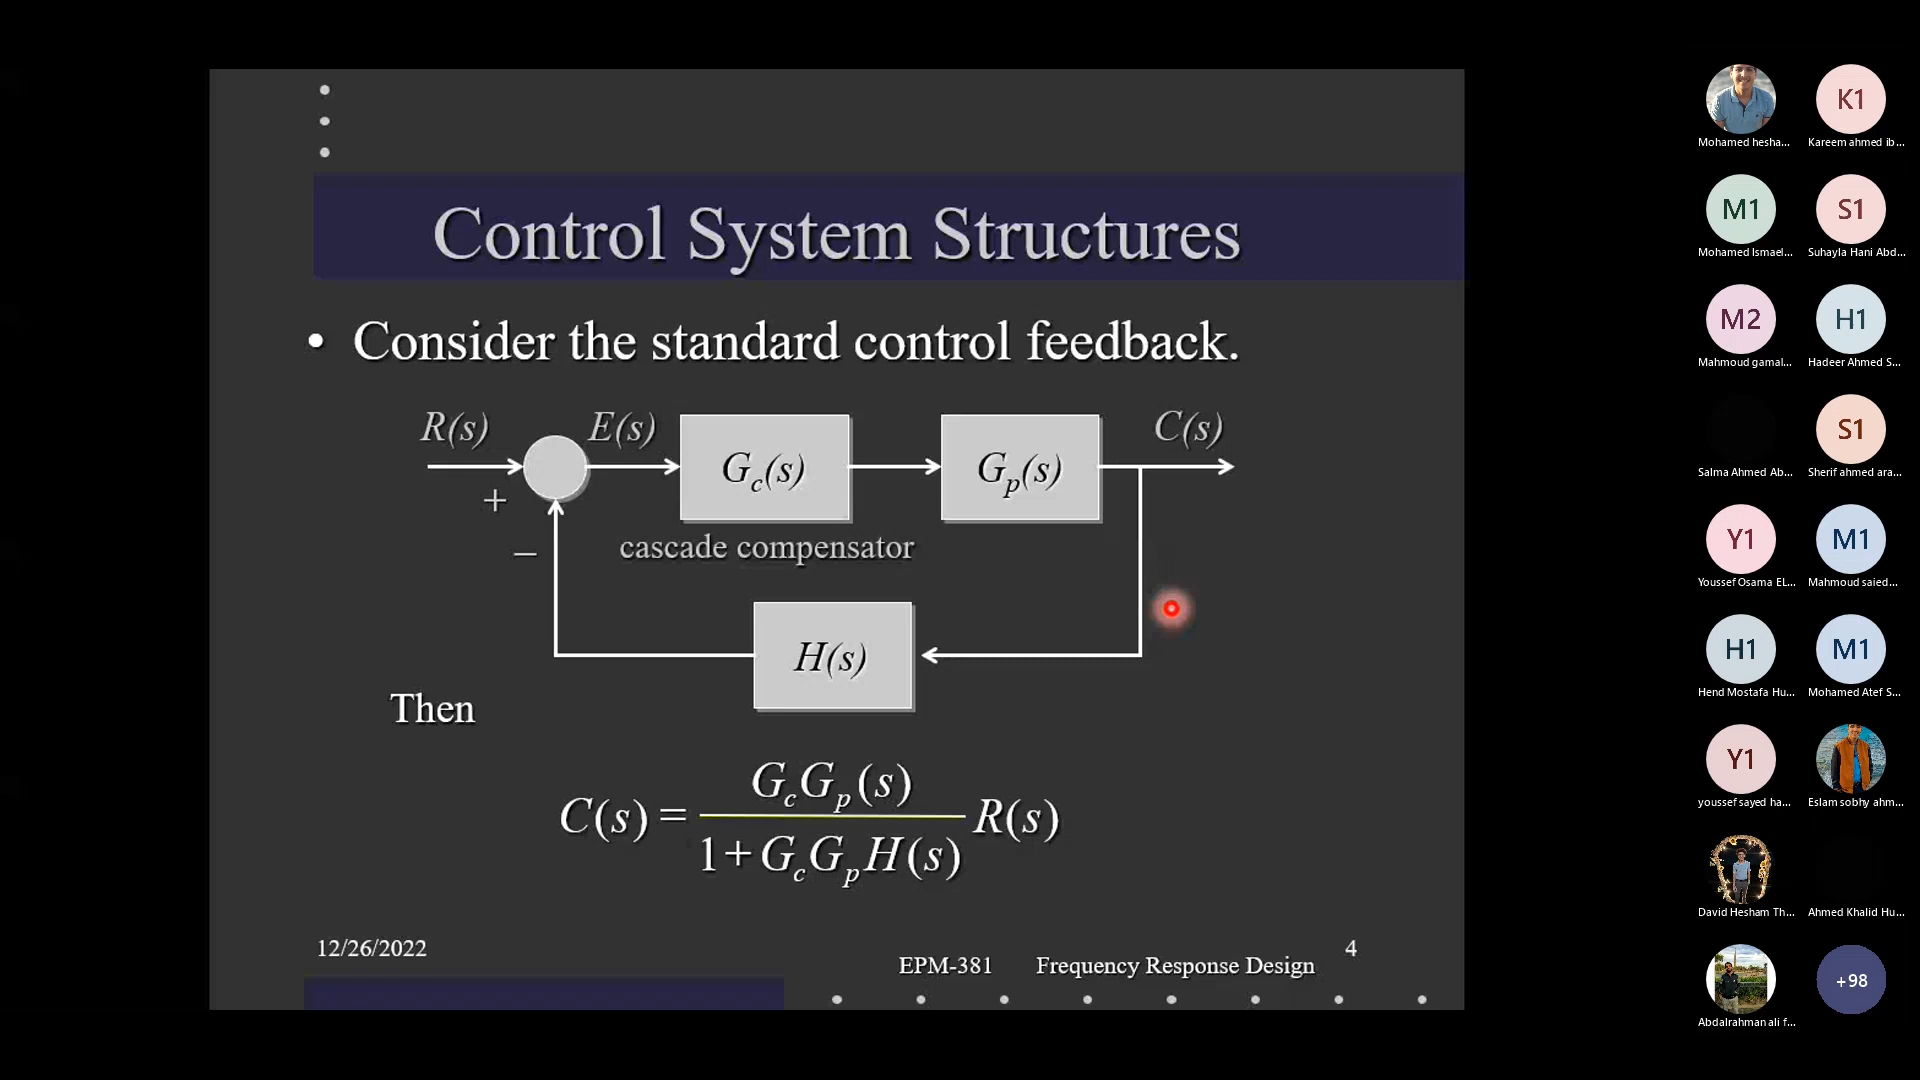 Control System Structures
• Consider the standard control feedback.
R(s)
E(s)
C(s)
G_c(s)
G_p(s)
+
–
cascade compensator
H(s)
Then
C(s) = G_cG_p(s) / 1+G_cG_pH(s) R(s)
12/26/2022
EPM-381 Frequency Response Design
4
Mohamed hesha...
K1
Kareem ahmed ib...
M1
Mohamed Ismael...
S1
Suhayla Hani Abd...
M2
Mahmoud gamal...
H1
Hadeer Ahmed S...
Salma Ahmed Ab...
S1
Sherif ahmed ara...
Y1
Youssef Osama EL...
M1
Mahmoud saied...
H1
Hend Mostafa Hu...
M1
Mohamed Atef S...
Y1
youssef sayed ha...
Eslam sobhy ahm...
David Hesham Th...
Ahmed Khalid Hu...
Abdalrahman ali f...
+98